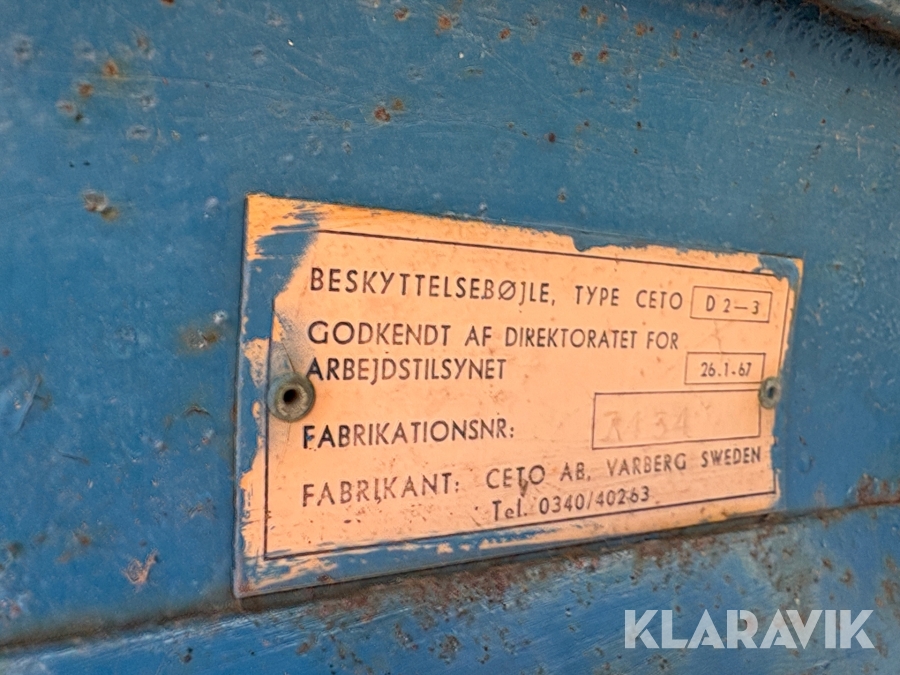 BESKYTTELSEBØJLE, TYPE CETO D 2-3
GODKENDT AF DIREKTORATET FOR
ARBEJDSTILSYNET 26.1.67
FABRIKATIONSNR:
FABRIKANT: CETO AB, VARBERG SWEDEN
Tel. 0340/40263
KLARAVIK